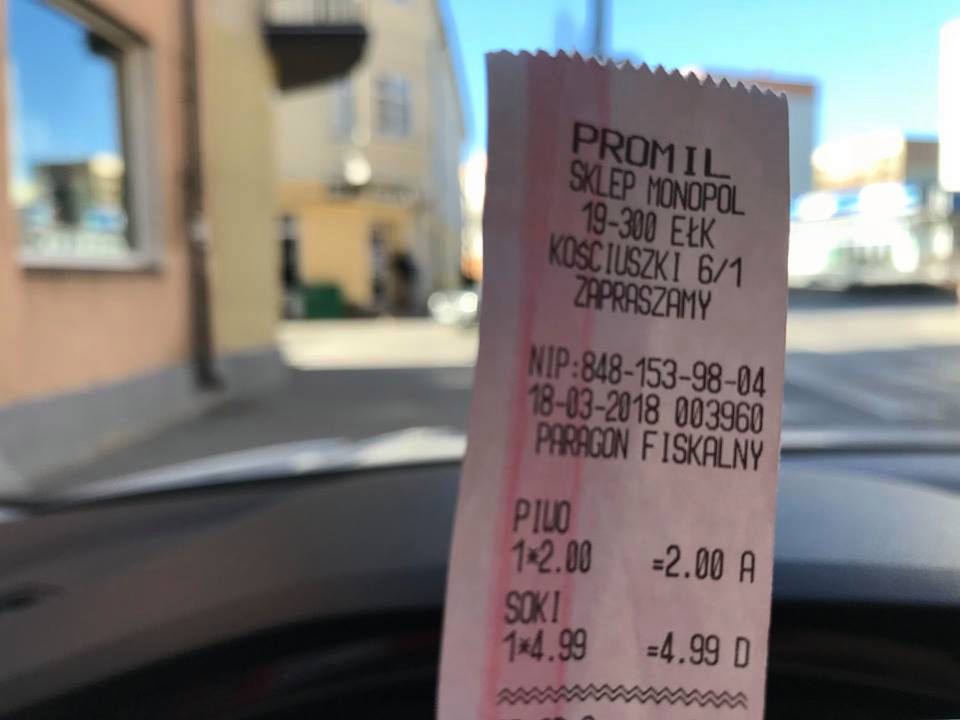 PROMIL
SKLEP MONOPOL
19-300 EŁK
KOŚCIUSZKI 6/1
ZAPRASZAMY
NIP:848-153-98-04
18-03-2018 003960
PARAGON FISKALNY
PIWO
1*2.00 =2.00 A
SOKI
1*4.99 =4.99 D